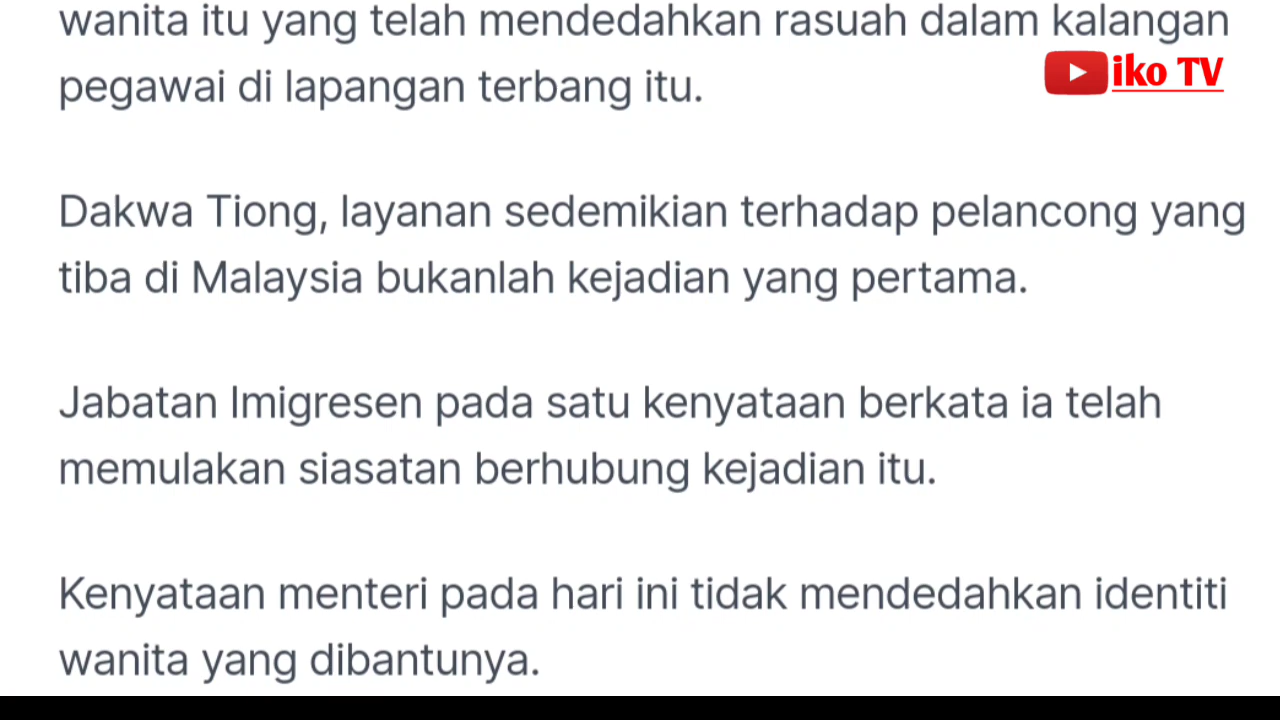 wanita itu yang telah mendedahkan rasuah dalam kalangan
pegawai di lapangan terbang itu.
iko TV
Dakwa Tiong, layanan sedemikian terhadap pelancong yang
tiba di Malaysia bukanlah kejadian yang pertama.
Jabatan Imigresen pada satu kenyataan berkata ia telah
memulakan siasatan berhubung kejadian itu.
Kenyataan menteri pada hari ini tidak mendedahkan identiti
wanita yang dibantunya.